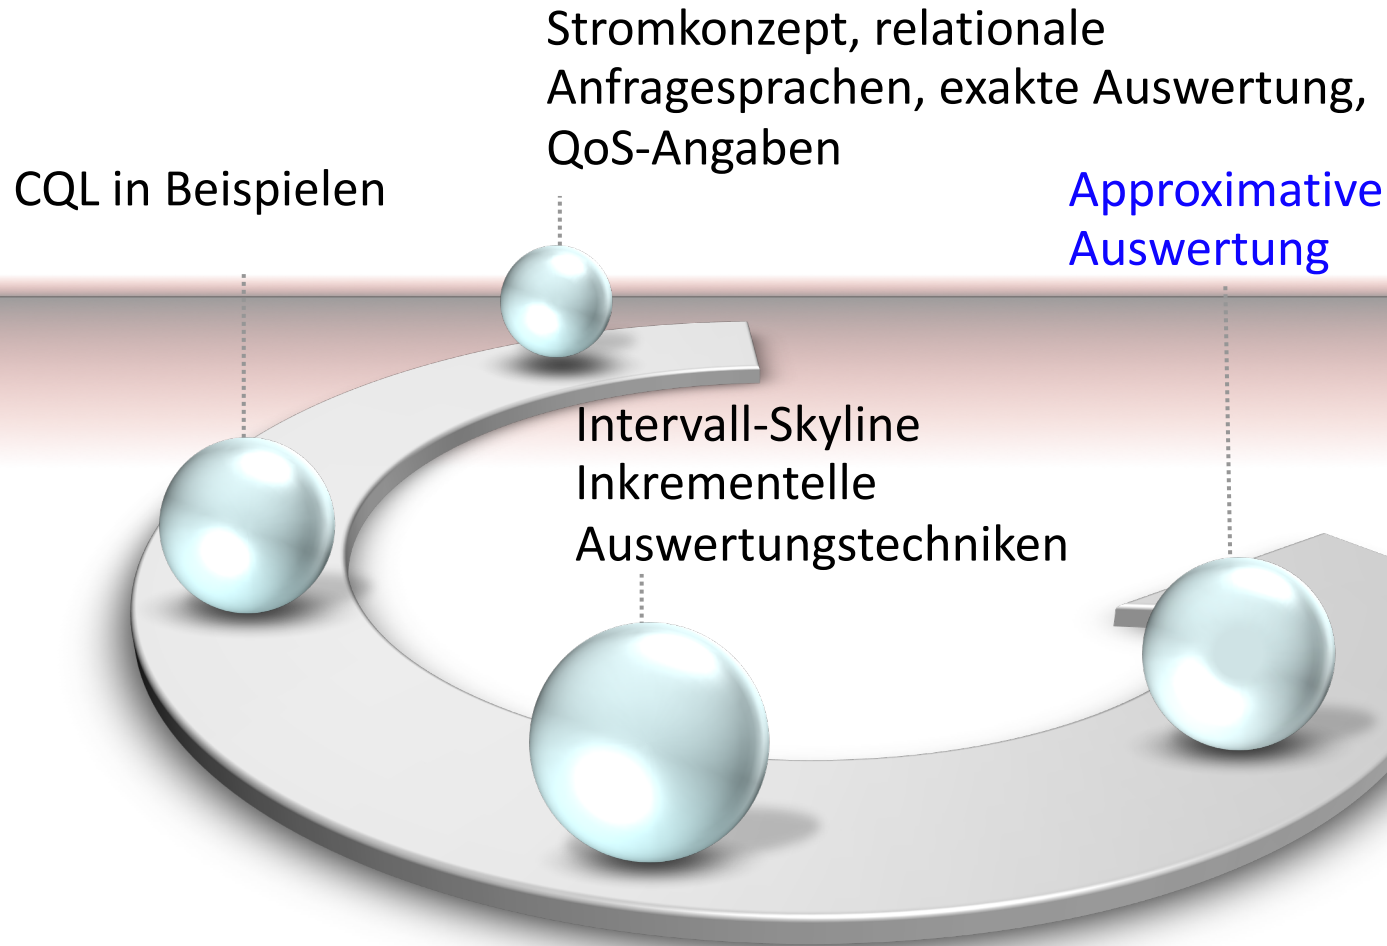 Stromkonzept, relationale
Anfragesprachen, exakte Auswertung,
QoS-Angaben
CQL in Beispielen
Approximative
Auswertung
Intervall-Skyline
Inkrementelle
Auswertungstechniken